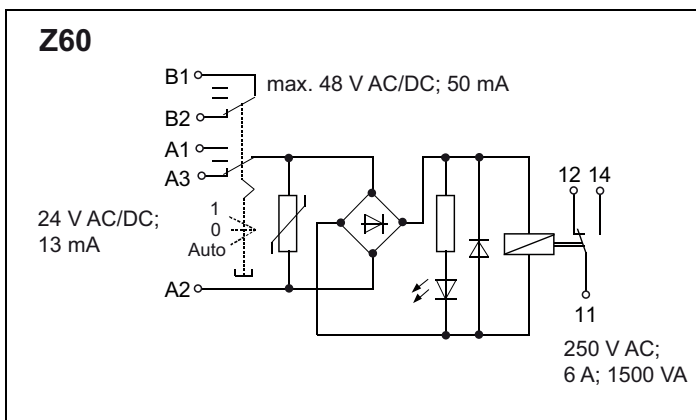 Z60
B1
max. 48 V AC/DC; 50 mA
B2
A1
A3
12 14
24 V AC/DC;
13 mA
1
0
Auto
A2
11
250 V AC;
6 A; 1500 VA